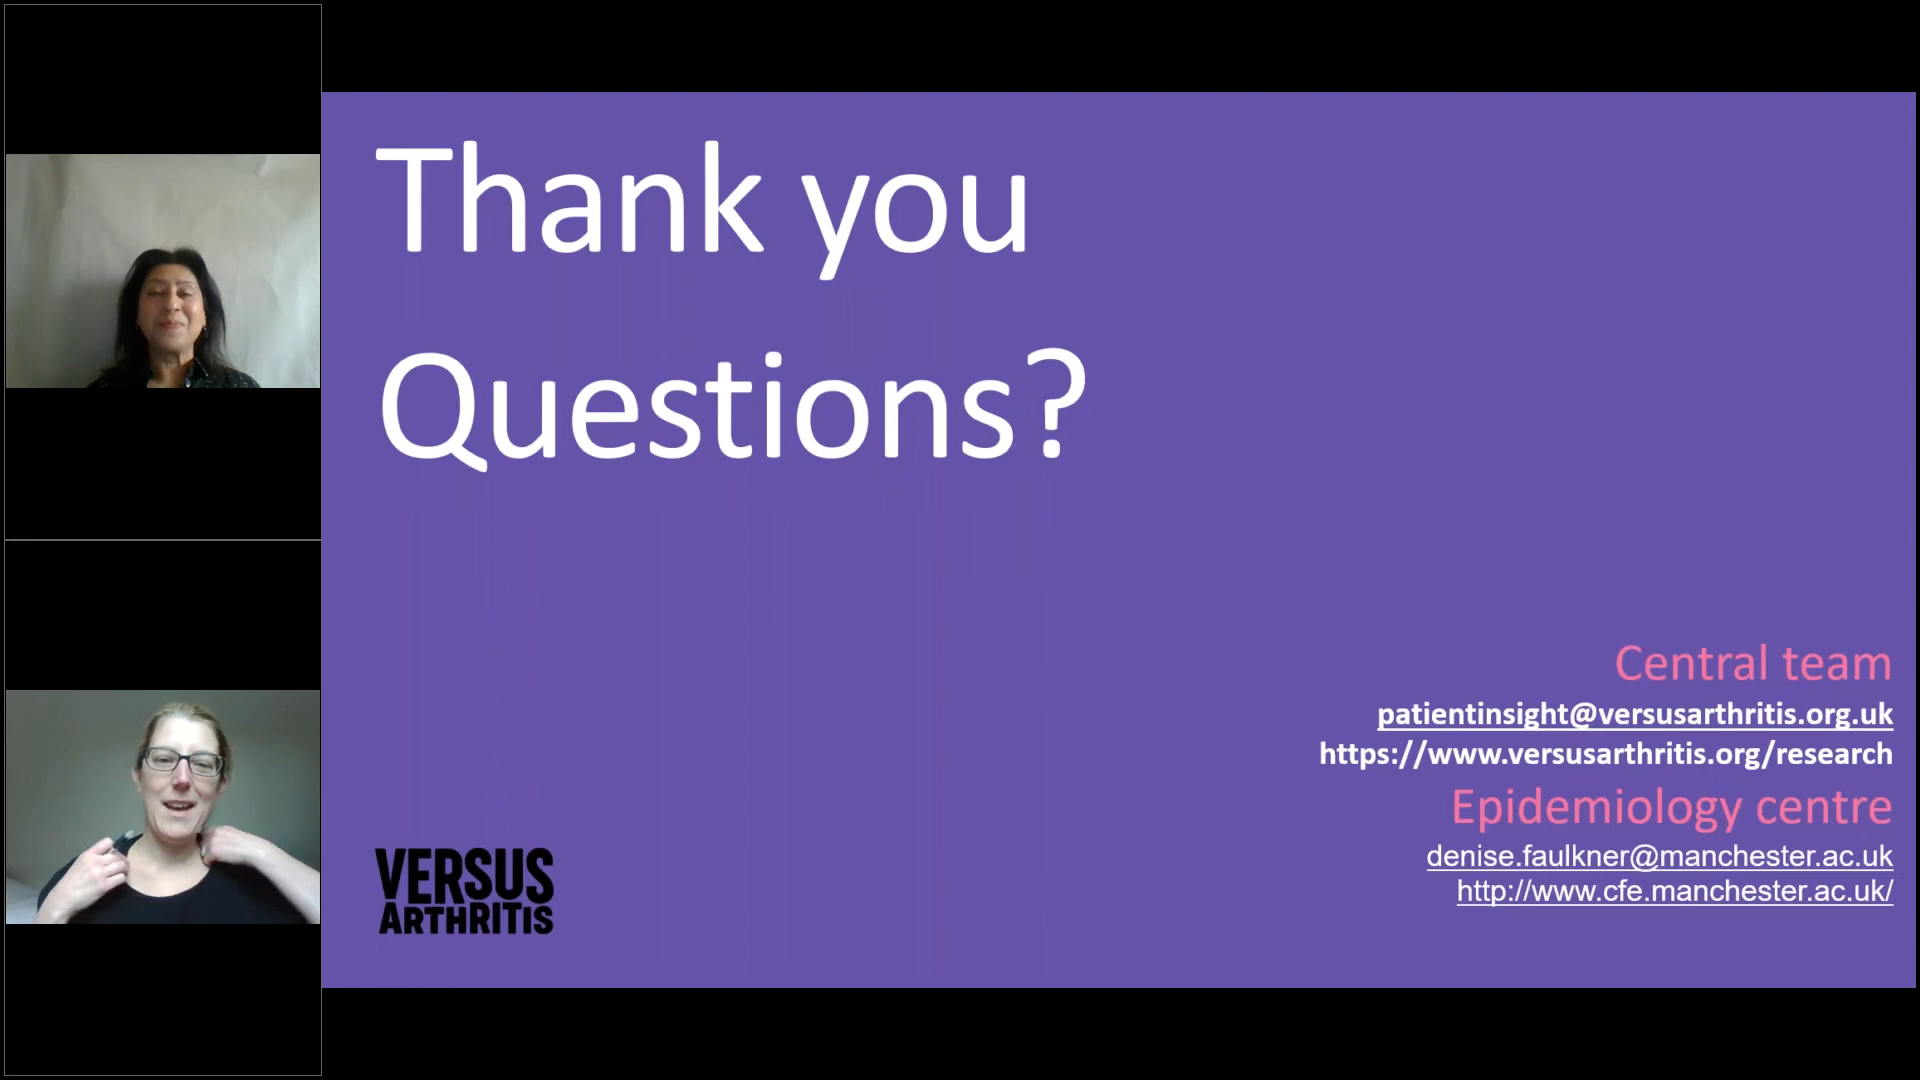 Thank you
Questions?
Central team
patientinsight@versusarthritis.org.uk
https://www.versusarthritis.org/research
Epidemiology centre
denise.faulkner@manchester.ac.uk
http://www.cfe.manchester.ac.uk/
VERSUS
ARTHRITIS